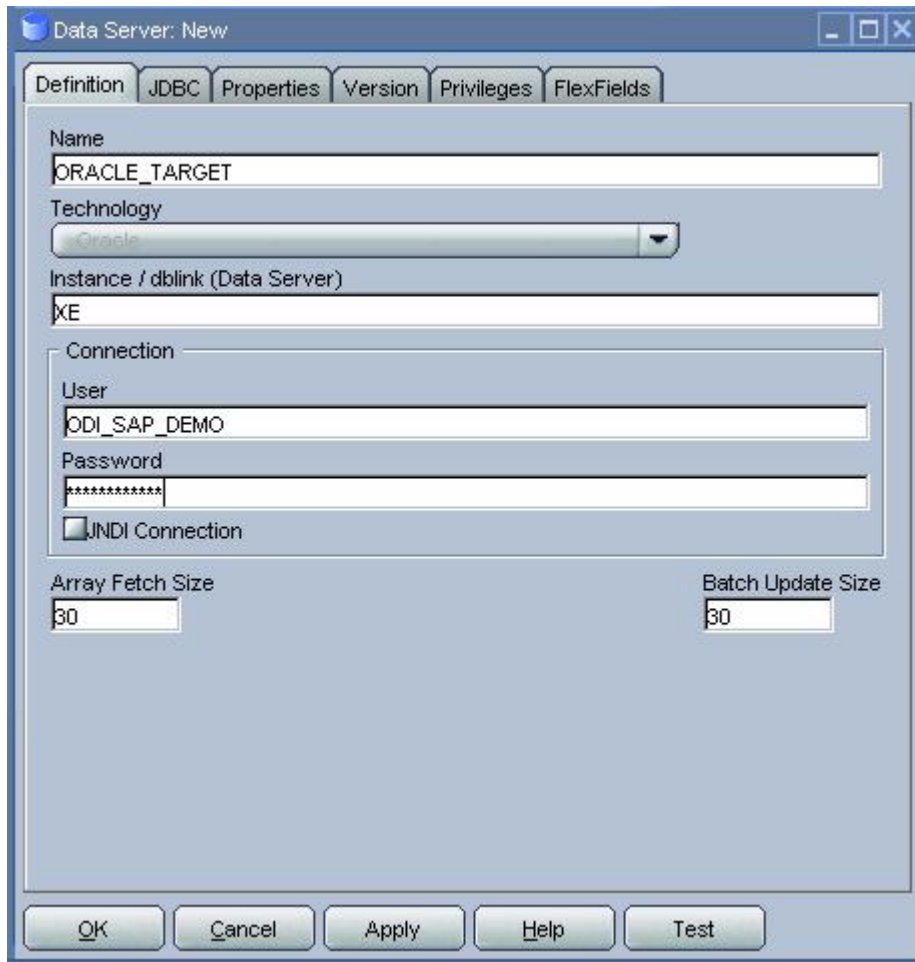 Data Server: New
Definition JDBC Properties Version Privileges FlexFields
Name
ORACLE_TARGET
Technology
Oracle
Instance / dblink (Data Server)
XE
Connection
User
ODI_SAP_DEMO
Password
************
JNDI Connection
Array Fetch Size Batch Update Size
30 30
OK Cancel Apply Help Test